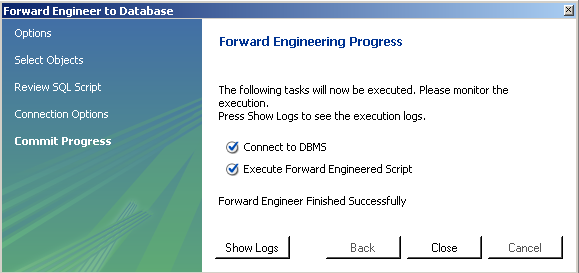 Forward Engineer to Database
Options
Select Objects
Review SQL Script
Connection Options
Commit Progress
Forward Engineering Progress
The following tasks will now be executed. Please monitor the
execution.
Press Show Logs to see the execution logs.
Connect to DBMS
Execute Forward Engineered Script
Forward Engineer Finished Successfully
Show Logs
Back
Close
Cancel